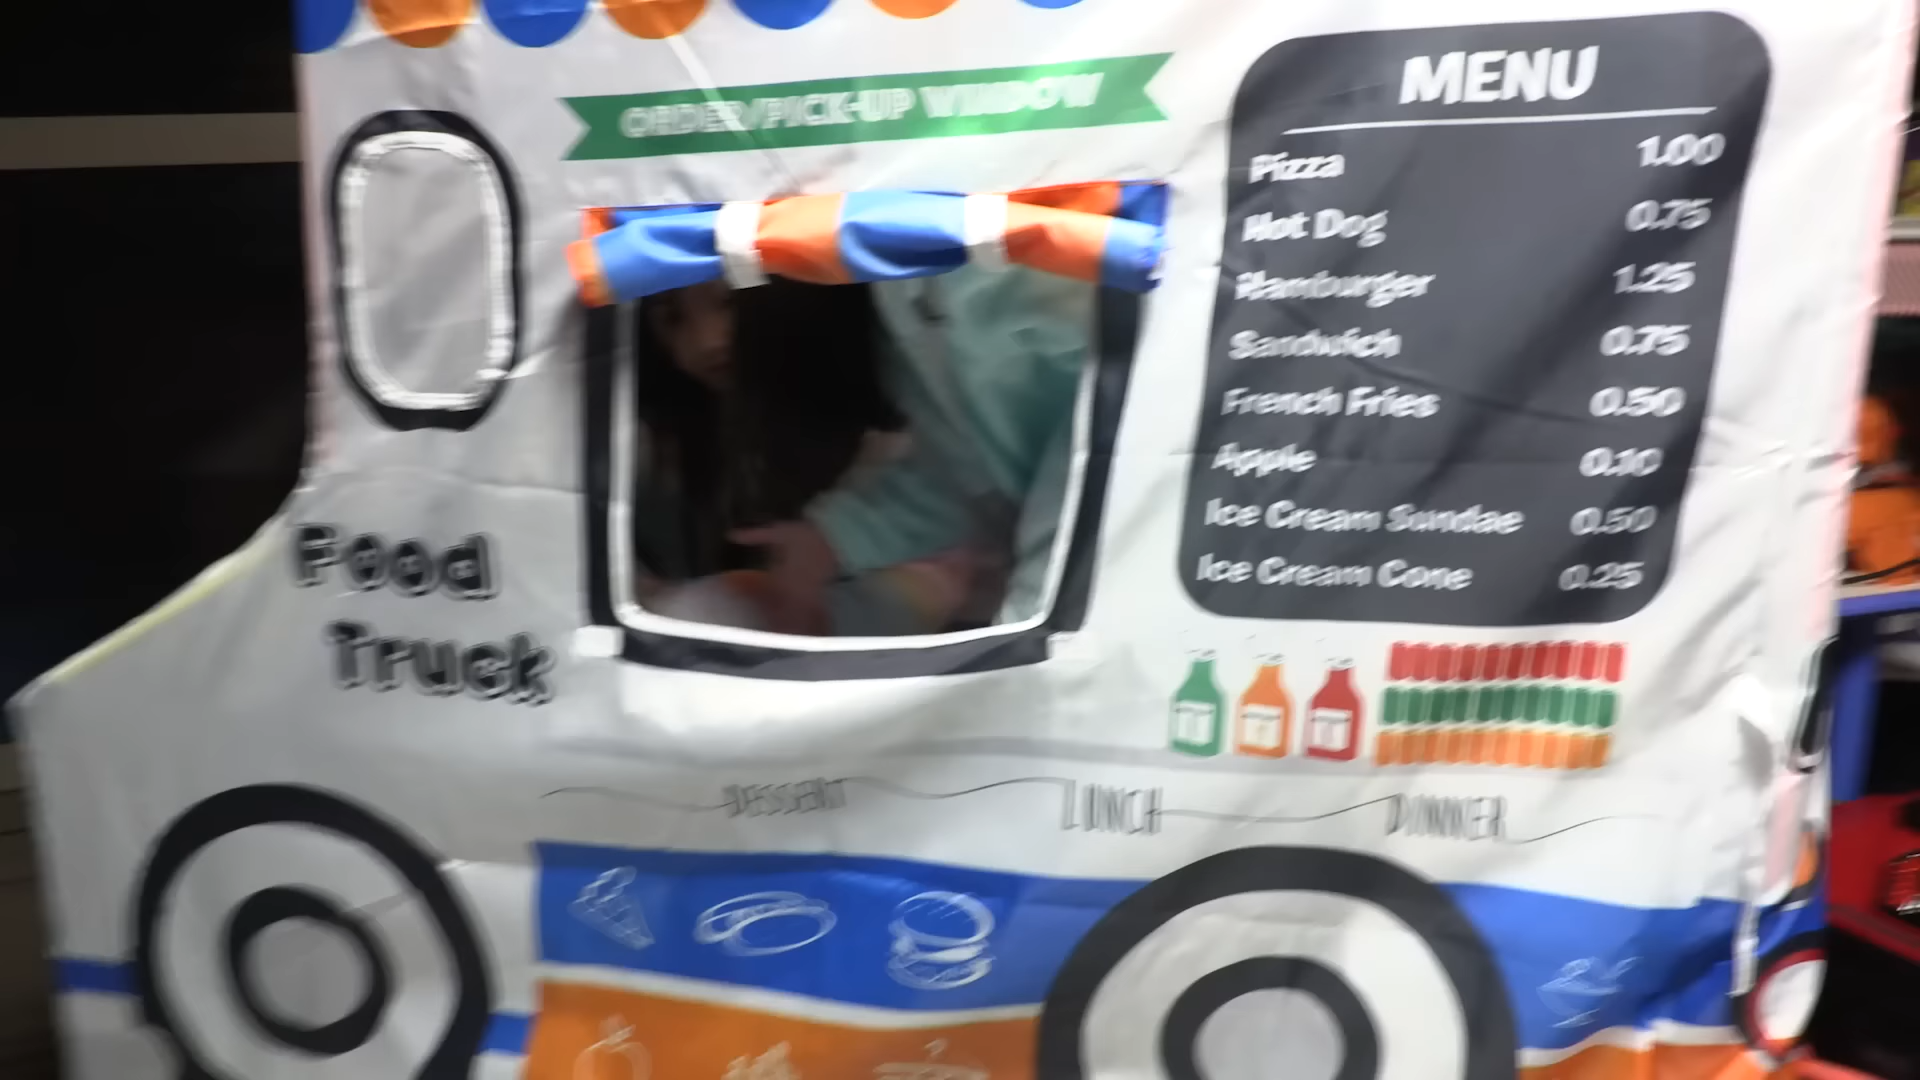 ORDER/PICK-UP WINDOW
MENU
Pizza 1.00
Hot Dog 0.75
Hamburger 1.25
Sandwich 0.75
French Fries 0.50
Apple 0.10
Ice Cream Sundae 0.50
Ice Cream Cone 0.25
Food
Truck
DESSERT LUNCH DINNER